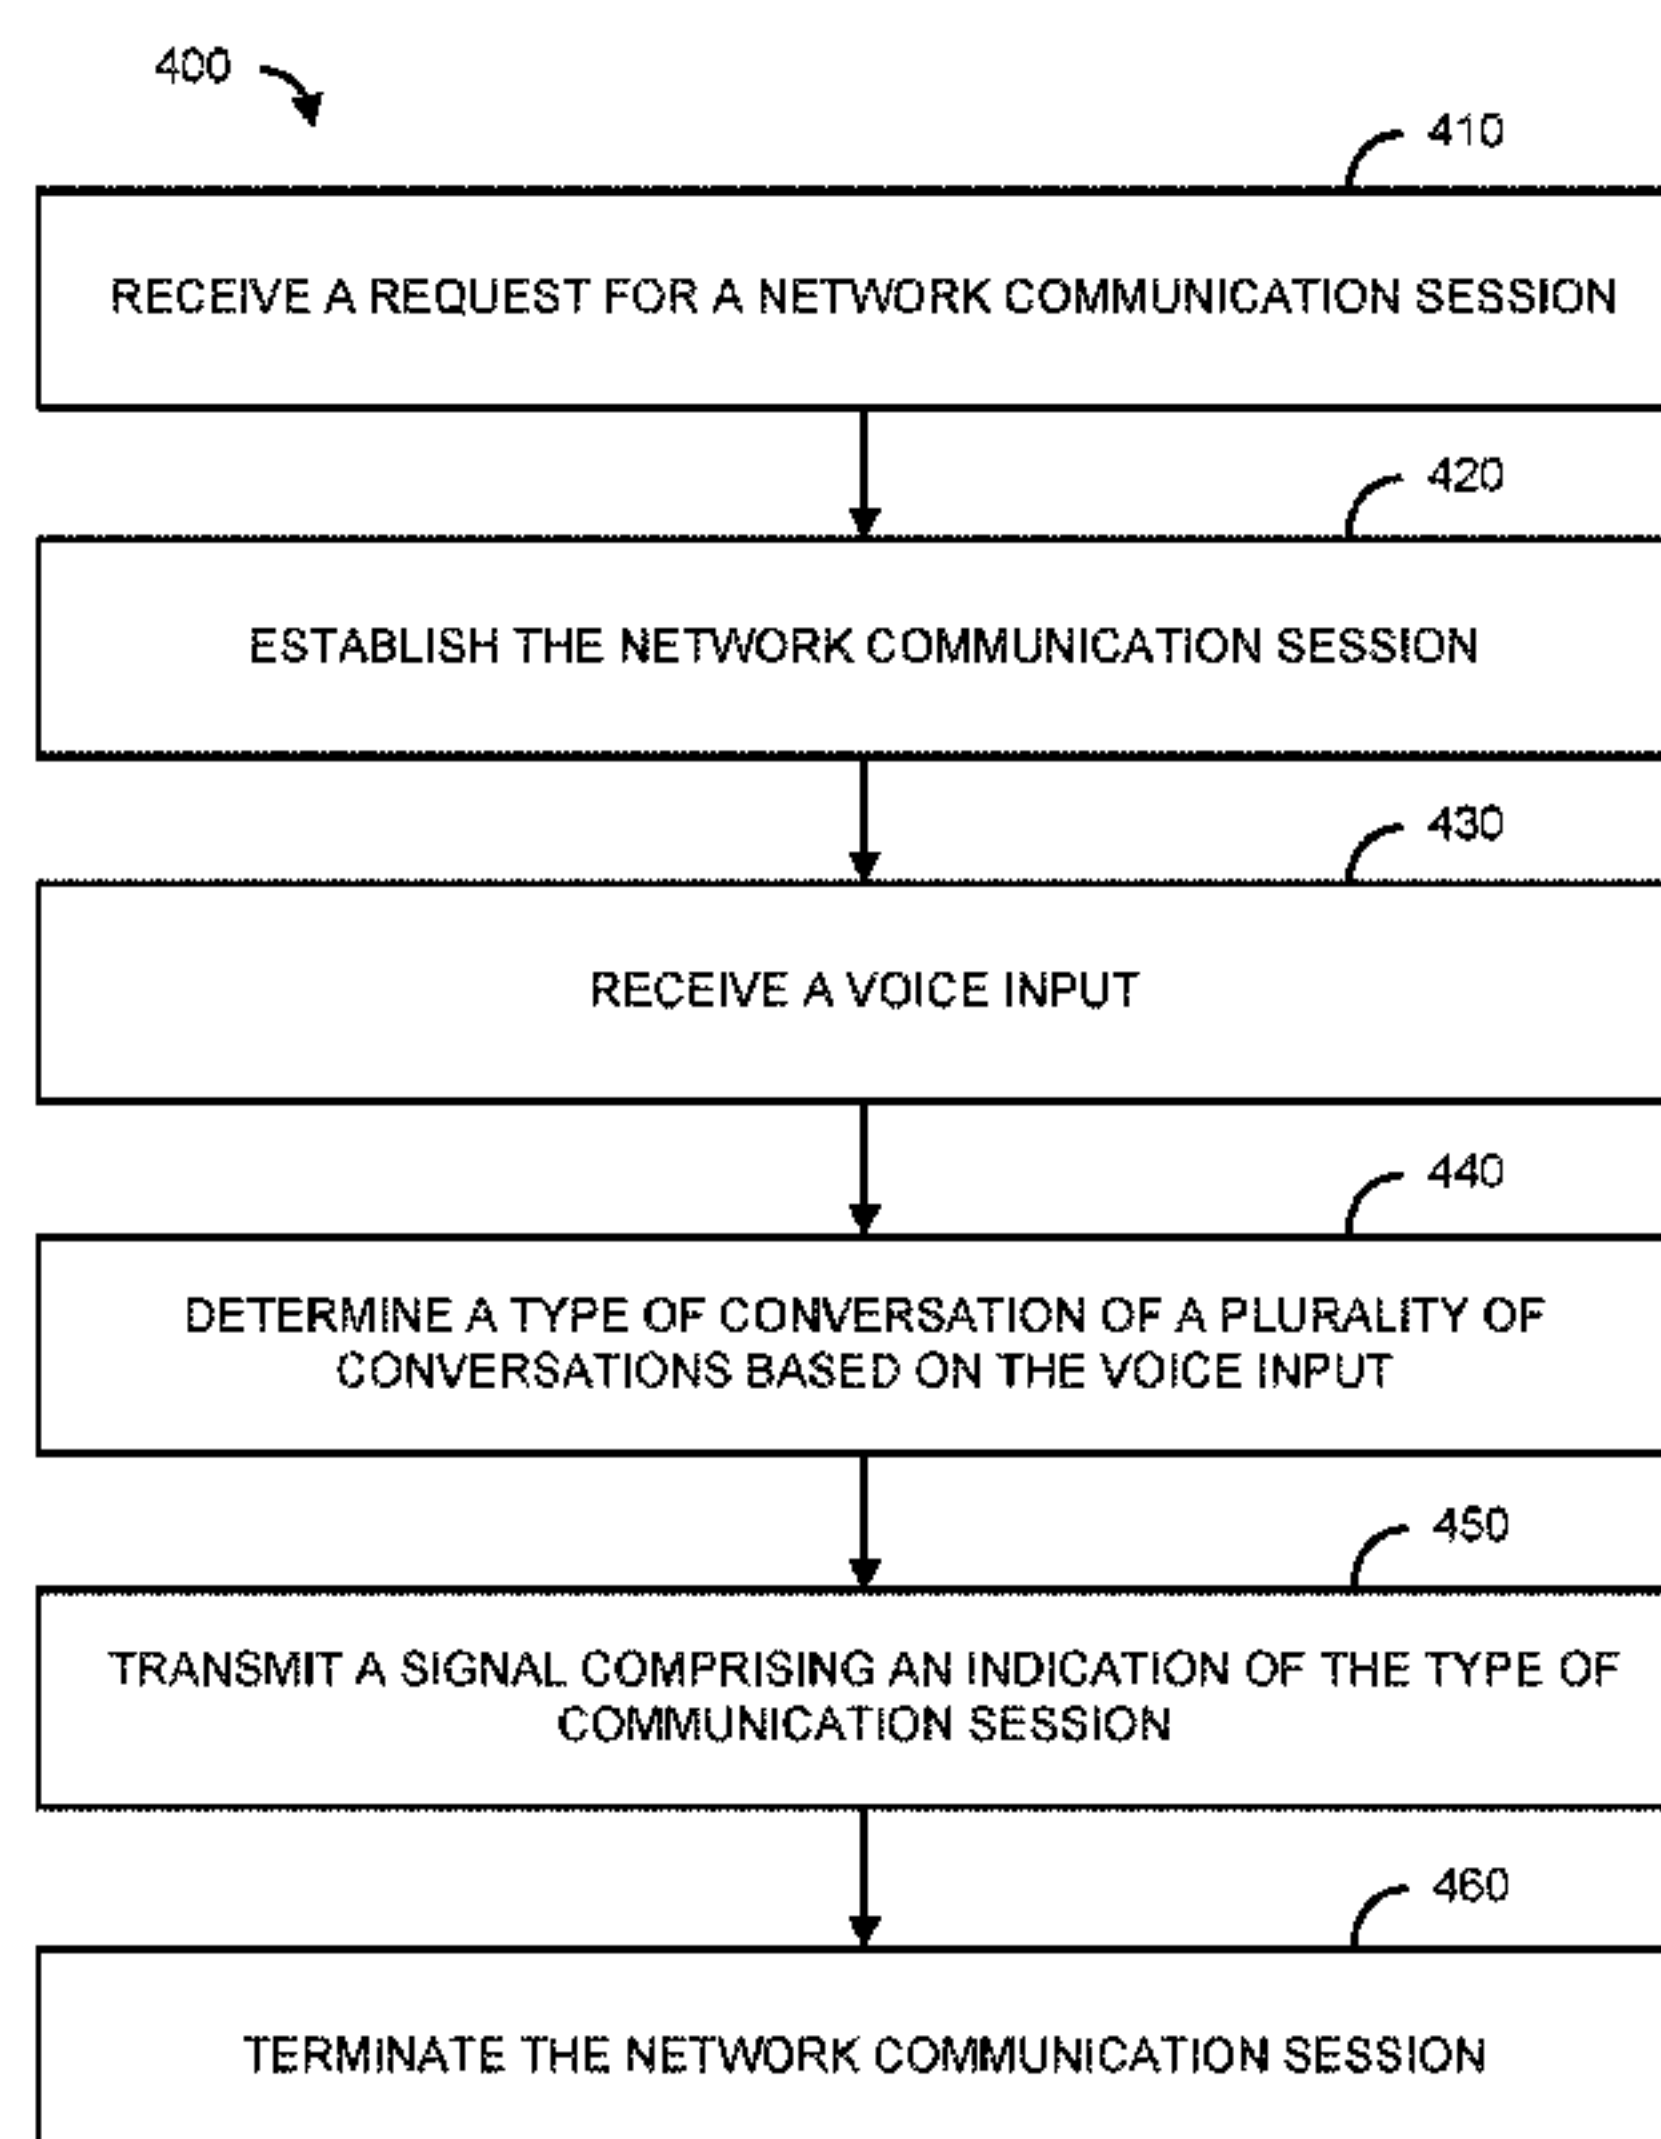 400
410
RECEIVE A REQUEST FOR A NETWORK COMMUNICATION SESSION
420
ESTABLISH THE NETWORK COMMUNICATION SESSION
430
RECEIVE A VOICE INPUT
440
DETERMINE A TYPE OF CONVERSATION OF A PLURALITY OF
CONVERSATIONS BASED ON THE VOICE INPUT
450
TRANSMIT A SIGNAL COMPRISING AN INDICATION OF THE TYPE OF
COMMUNICATION SESSION
460
TERMINATE THE NETWORK COMMUNICATION SESSION